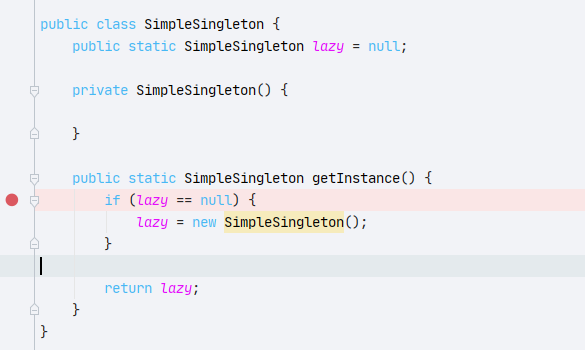 public class SimpleSingleton {
    public static SimpleSingleton lazy = null;

    private SimpleSingleton() {

    }

    public static SimpleSingleton getInstance() {
        if (lazy == null) {
            lazy = new SimpleSingleton();
        }

        return lazy;
    }
}